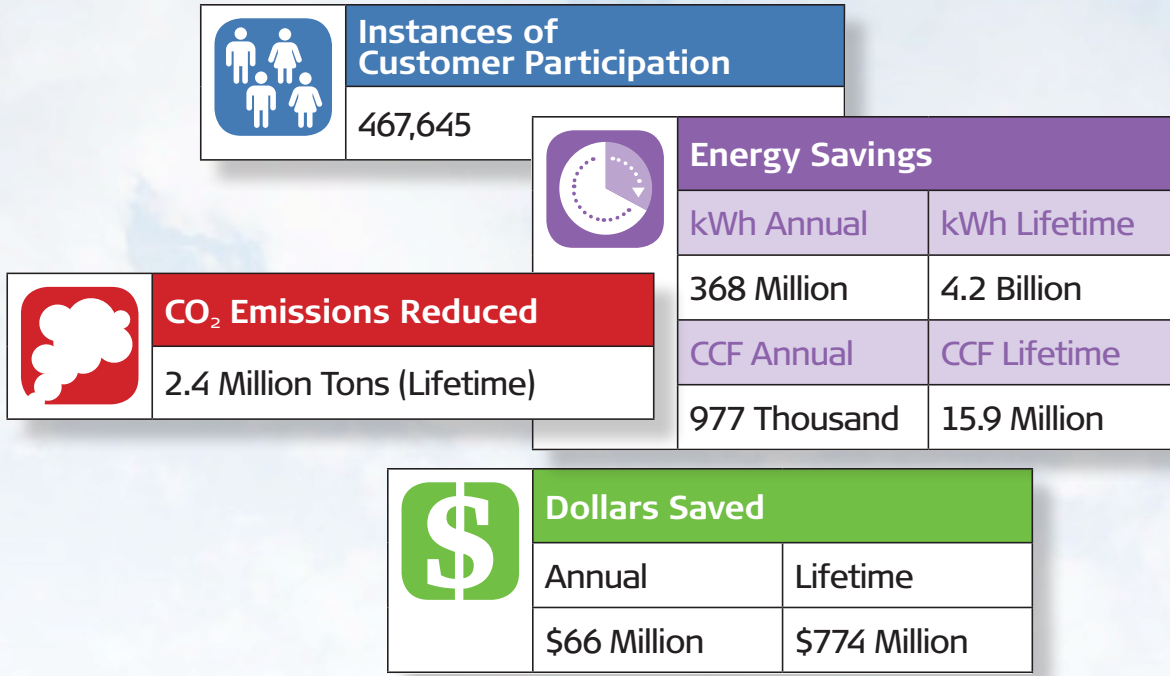 Instances of
Customer Participation
467,645
Energy Savings
kWh Annual kWh Lifetime
368 Million 4.2 Billion
CCF Annual CCF Lifetime
977 Thousand 15.9 Million
CO₂ Emissions Reduced
2.4 Million Tons (Lifetime)
$
Dollars Saved
Annual Lifetime
$66 Million $774 Million